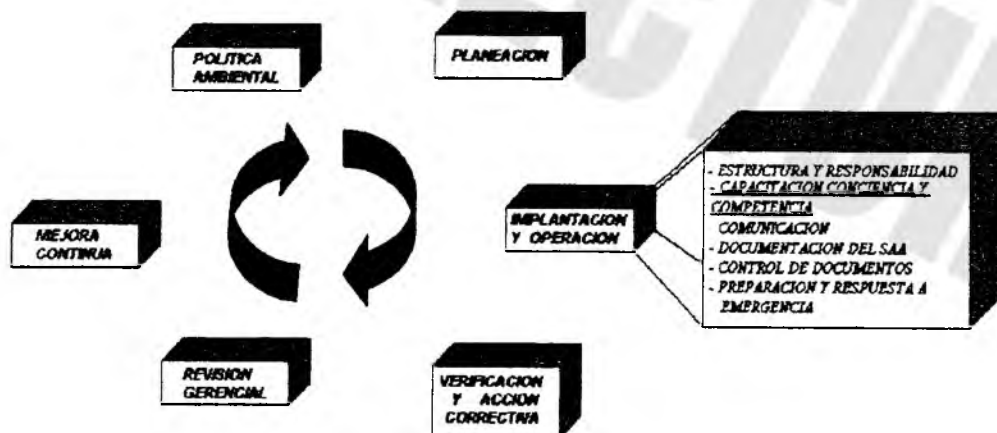 POLITICA
AMBIENTAL
PLANEACION
IMPLANTACION
Y OPERACIÓN
- ESTRUCTURA Y RESPONSABILIDAD
- CAPACITACION CONCIENCIA Y
COMPETENCIA
COMUNICACION
- DOCUMENTACION DEL SAA
- CONTROL DE DOCUMENTOS
- PREPARACION Y RESPUESTA A
EMERGENCIA
VERIFICACION
Y ACCION
CORRECTIVA
REVISION
GERENCIAL
MEJORA
CONTINUA